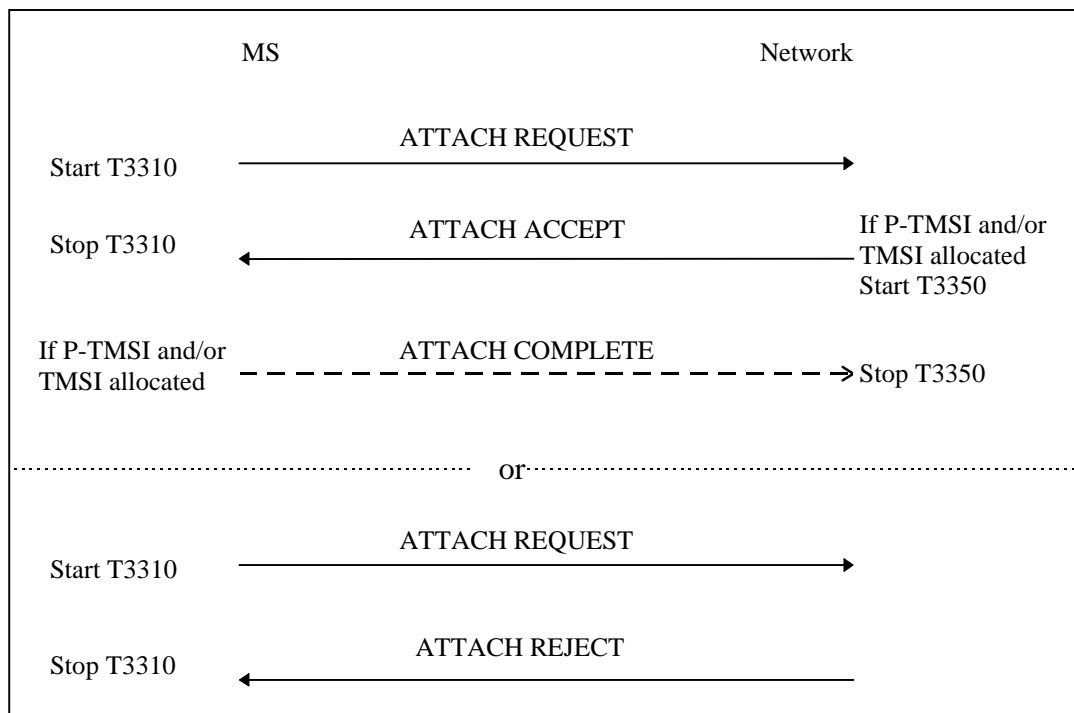 MS
Network
ATTACH REQUEST
Start T3310
ATTACH ACCEPT
Stop T3310
If P-TMSI and/or
TMSI allocated
Start T3350
If P-TMSI and/or
TMSI allocated
ATTACH COMPLETE
Stop T3350
or
ATTACH REQUEST
Start T3310
ATTACH REJECT
Stop T3310